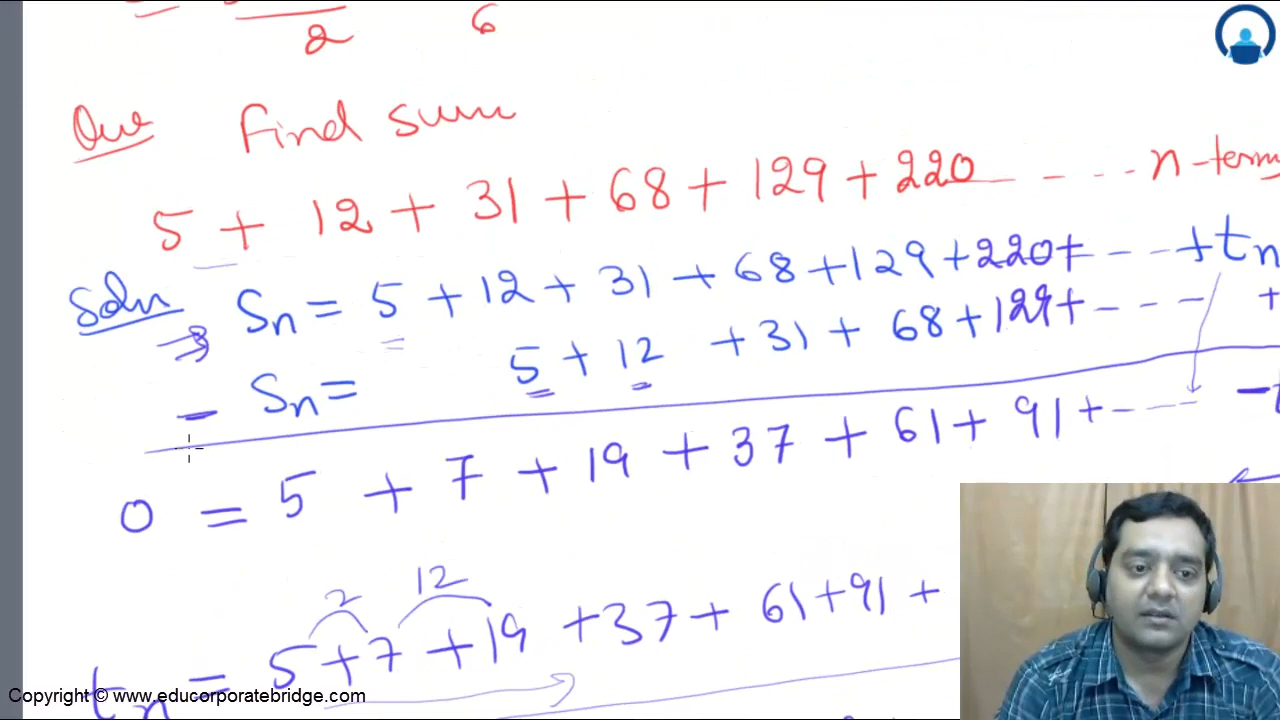 2 6
Que Find sum
5 + 12 + 31 + 68 + 129 + 220 - - - - n-term
Soln Sn = 5 + 12 + 31 + 68 + 129 + 220 + - - - + tn
- Sn = 5 + 12 + 31 + 68 + 129 + - - - +
0 = 5 + 7 + 19 + 37 + 61 + 91 + - - - - t
2 12
tn = 5 + 7 + 19 + 37 + 61 + 91 +
Copyright © www.educorporatebridge.com